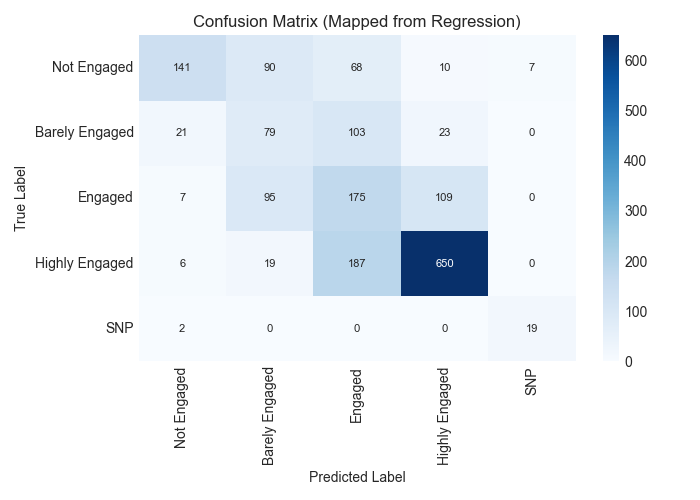 Confusion Matrix (Mapped from Regression)
True Label
Not Engaged 141 90 68 10 7
Barely Engaged 21 79 103 23 0
Engaged 7 95 175 109 0
Highly Engaged 6 19 187 650 0
SNP 2 0 0 0 19
Not Engaged Barely Engaged Engaged Highly Engaged SNP
Predicted Label
600
500
400
300
200
100
0